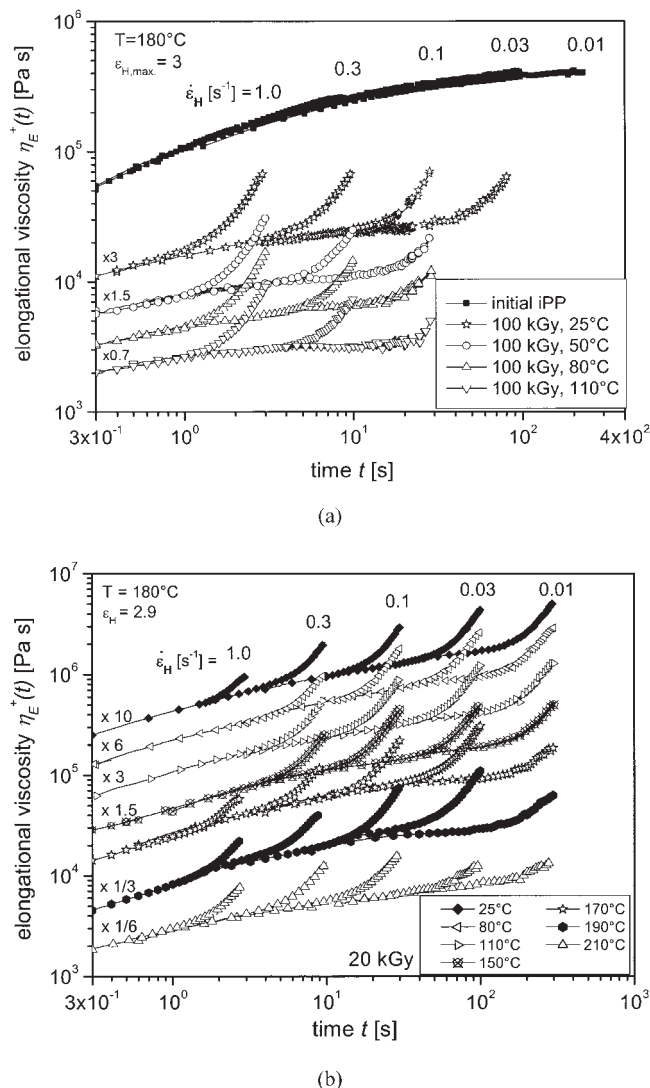 T=180°C
ε_H,max. = 3
ε̇_H [s⁻¹] = 1.0
0.3
0.1
0.03
0.01
10⁶
10⁵
10⁴
10³
elongational viscosity η_E⁺(t) [Pa s]
x3
x1.5
x0.7
initial iPP
100 kGy, 25°C
100 kGy, 50°C
100 kGy, 80°C
100 kGy, 110°C
3x10⁻¹
10⁰
10¹
10²
4x10²
time t [s]
(a)
T = 180°C
ε_H = 2.9
ε̇_H [s⁻¹] = 1.0
0.3
0.1
0.03
0.01
10⁷
10⁶
10⁵
10⁴
10³
elongational viscosity η_E⁺(t) [Pa s]
x 10
x 6
x 3
x 1.5
x 1/3
x 1/6
20 kGy
25°C 170°C
80°C 190°C
110°C 210°C
150°C
3x10⁻¹
10⁰
10¹
10²
10³
time t [s]
(b)